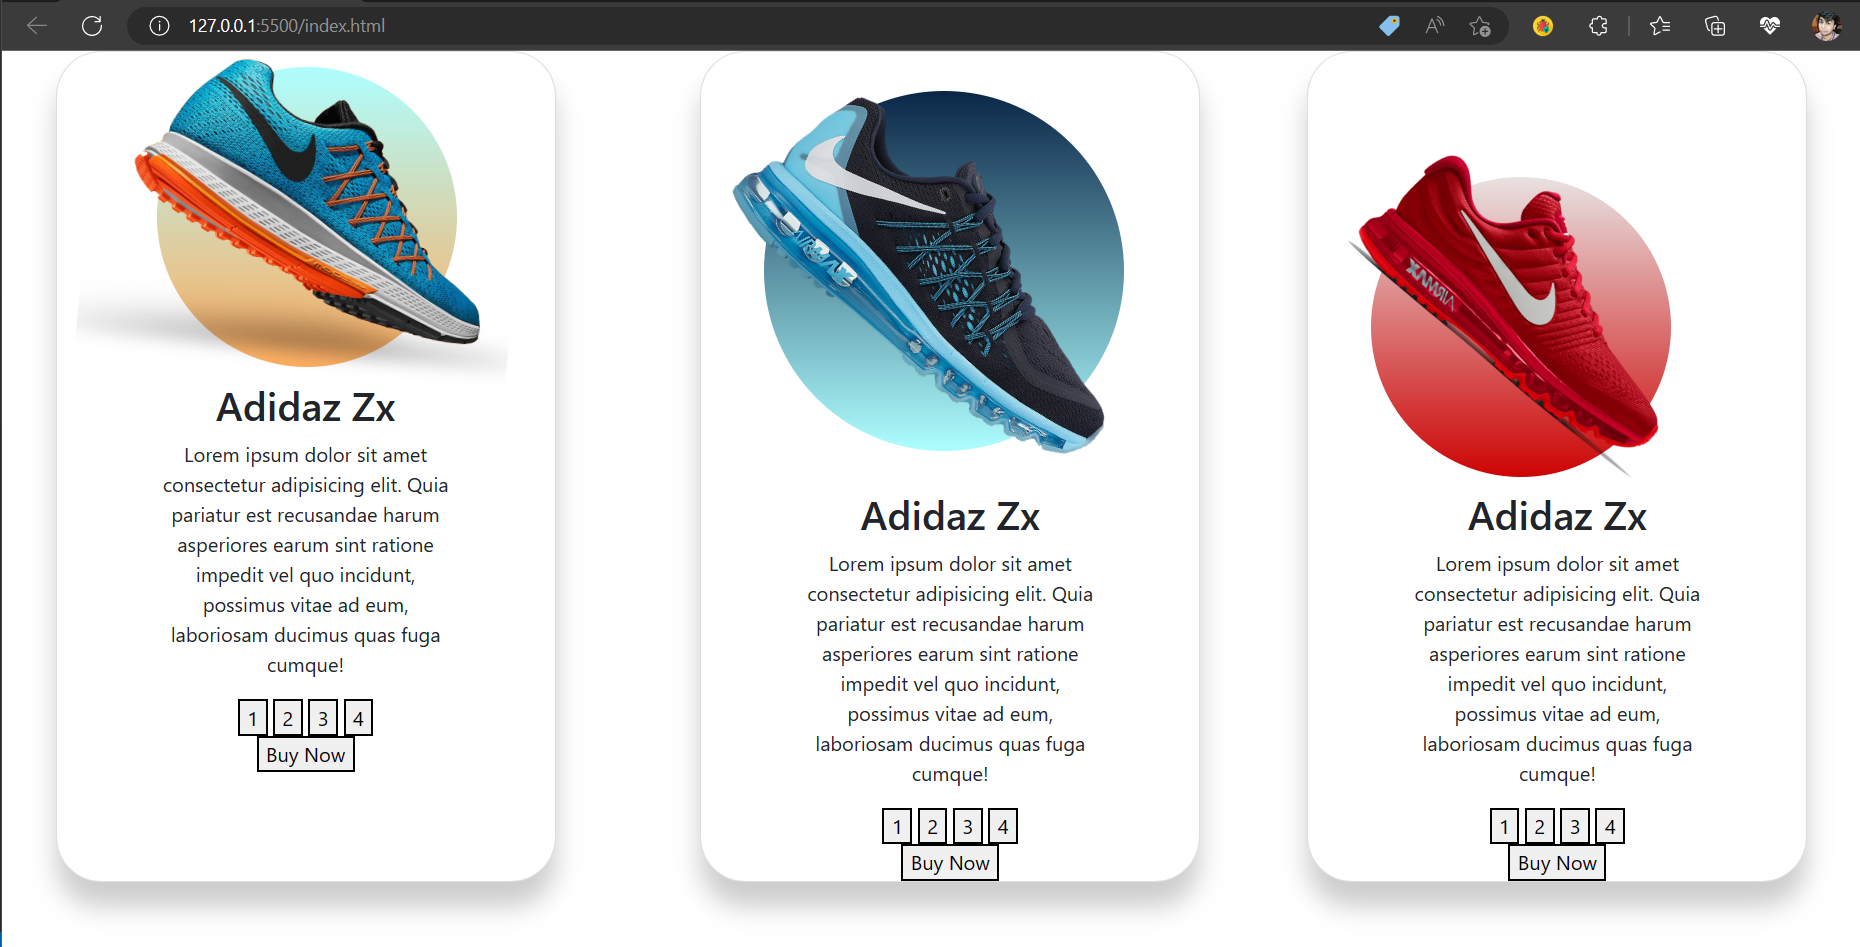 127.0.0.1:5500/index.html
Adidaz Zx
Lorem ipsum dolor sit amet
consectetur adipisicing elit. Quia
pariatur est recusandae harum
asperiores earum sint ratione
impedit vel quo incidunt,
possimus vitae ad eum,
laboriosam ducimus quas fuga
cumque!
1 2 3 4
Buy Now
Adidaz Zx
Lorem ipsum dolor sit amet
consectetur adipisicing elit. Quia
pariatur est recusandae harum
asperiores earum sint ratione
impedit vel quo incidunt,
possimus vitae ad eum,
laboriosam ducimus quas fuga
cumque!
1 2 3 4
Buy Now
AIRMAX
Adidaz Zx
Lorem ipsum dolor sit amet
consectetur adipisicing elit. Quia
pariatur est recusandae harum
asperiores earum sint ratione
impedit vel quo incidunt,
possimus vitae ad eum,
laboriosam ducimus quas fuga
cumque!
1 2 3 4
Buy Now